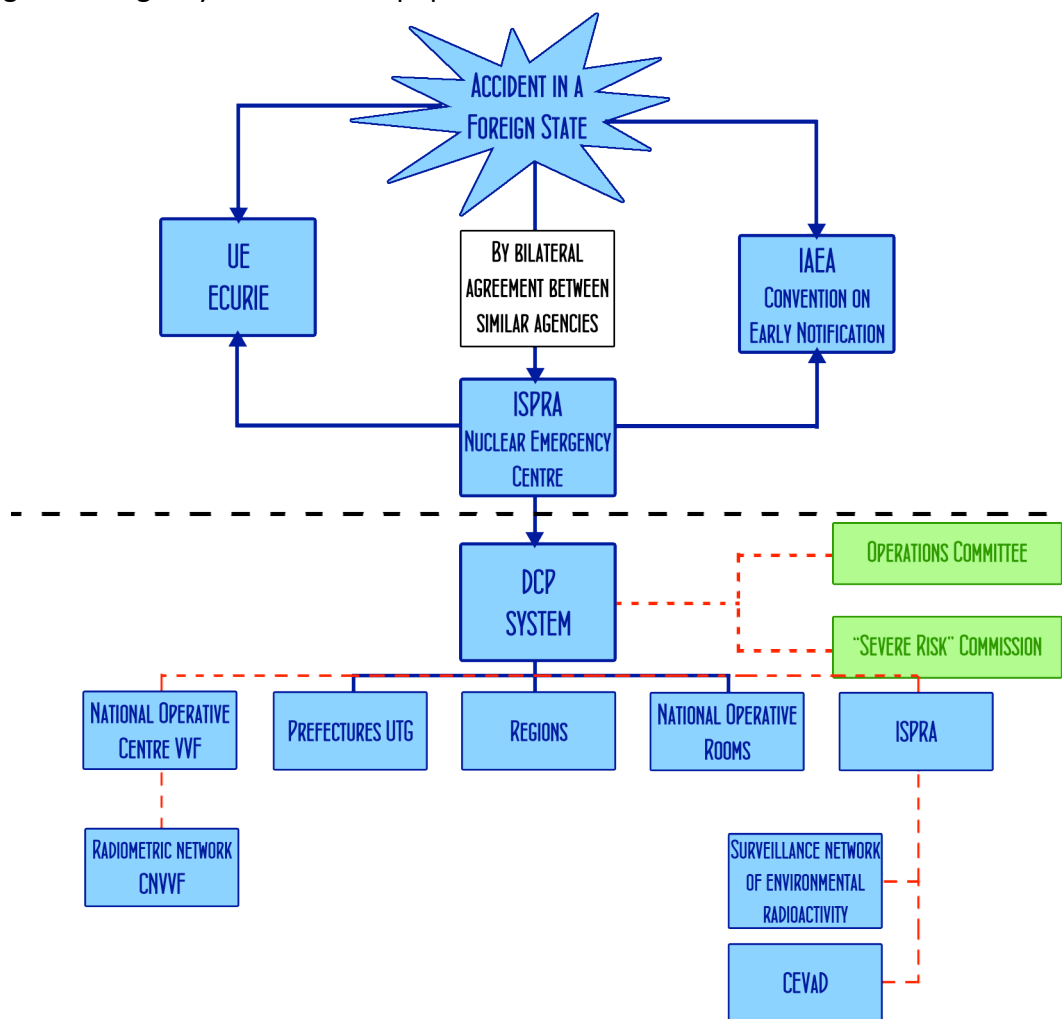 ACCIDENT IN A
FOREIGN STATE
UE
ECURIE
BY BILATERAL
AGREEMENT BETWEEN
SIMILAR AGENCIES
IAEA
CONVENTION ON
EARLY NOTIFICATION
ISPRA
NUCLEAR EMERGENCY
CENTRE
DCP
SYSTEM
OPERATIONS COMMITTEE
"SEVERE RISK" COMMISSION
NATIONAL OPERATIVE
CENTRE VVF
PREFECTURES UTG
REGIONS
NATIONAL OPERATIVE
ROOMS
ISPRA
RADIOMETRIC NETWORK
CNVVF
SURVEILLANCE NETWORK
OF ENVIRONMENTAL
RADIOACTIVITY
CEVAD